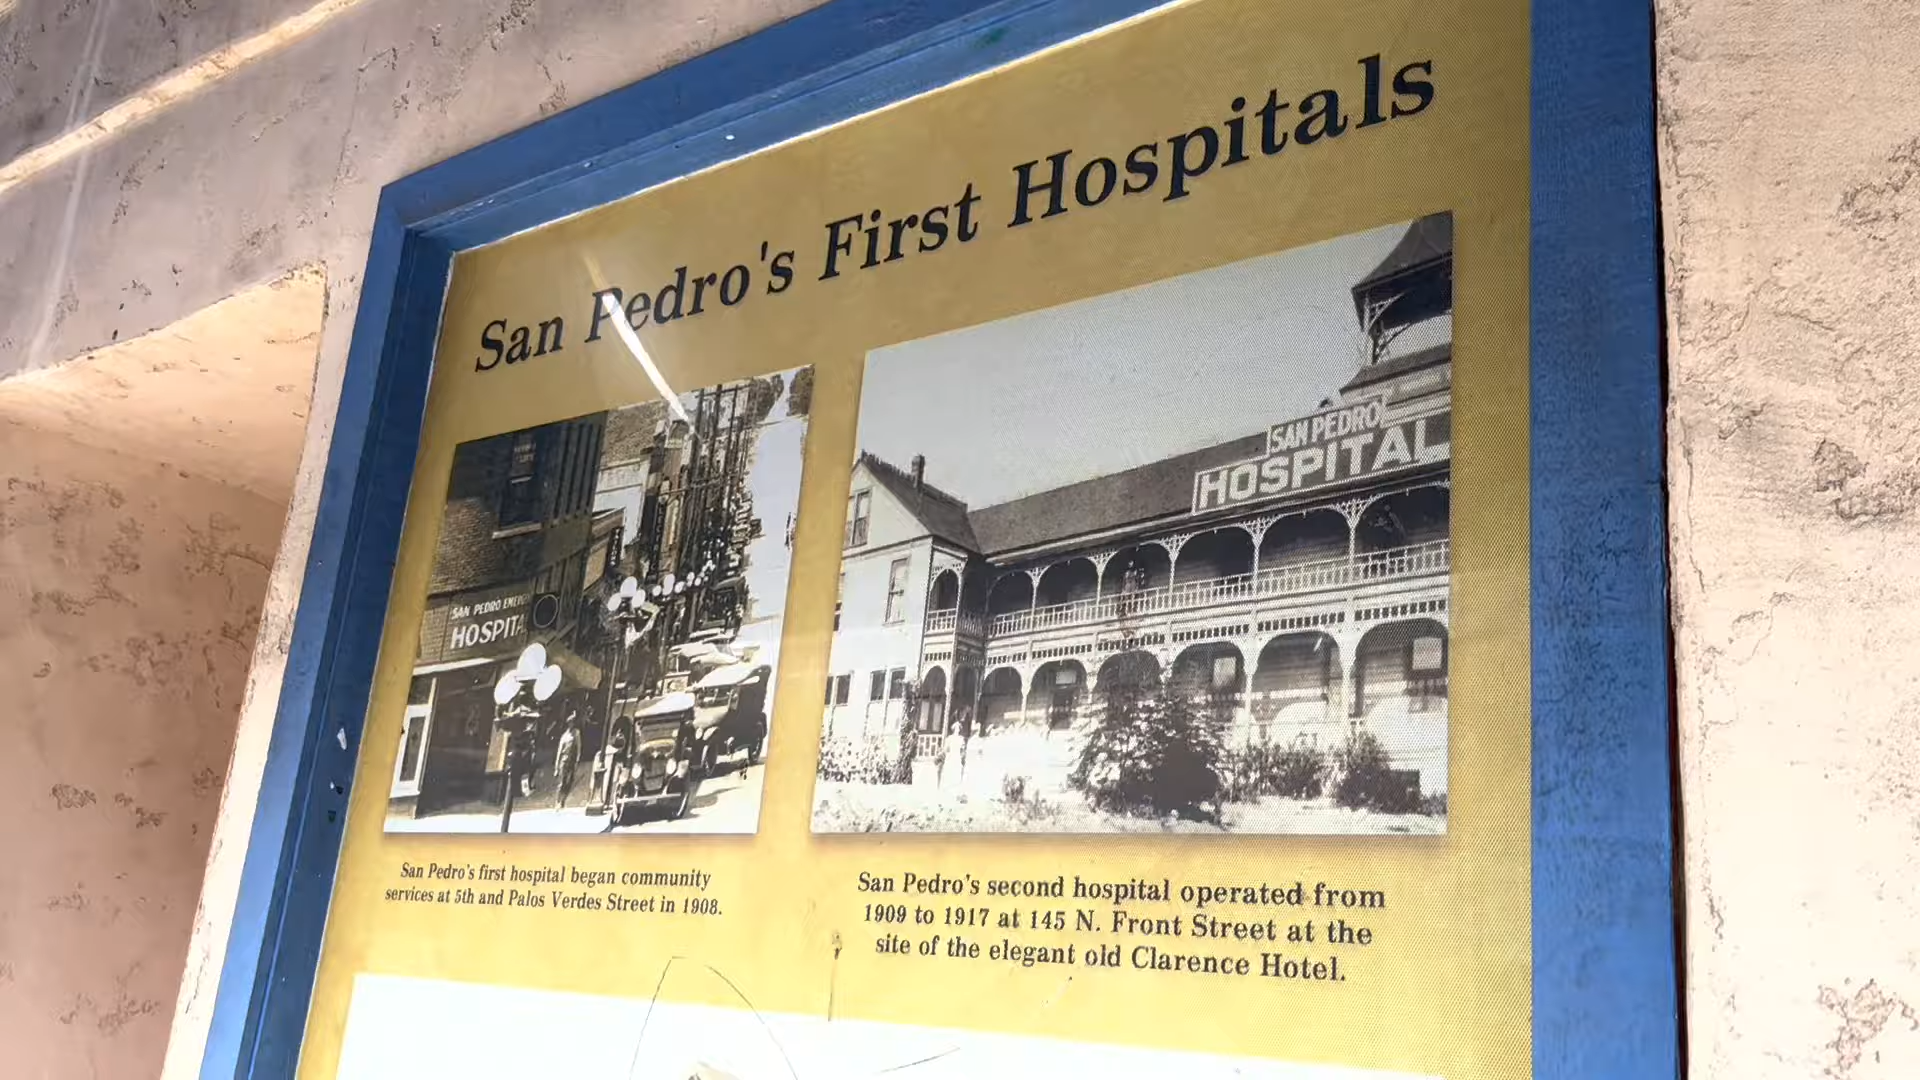 San Pedro's First Hospitals
SAN PEDRO
HOSPITAL
SAN PEDRO
San Pedro's first hospital began community
services at 5th and Palos Verdes Street in 1908.
San Pedro's second hospital operated from
1909 to 1917 at 145 N. Front Street at the
site of the elegant old Clarence Hotel.